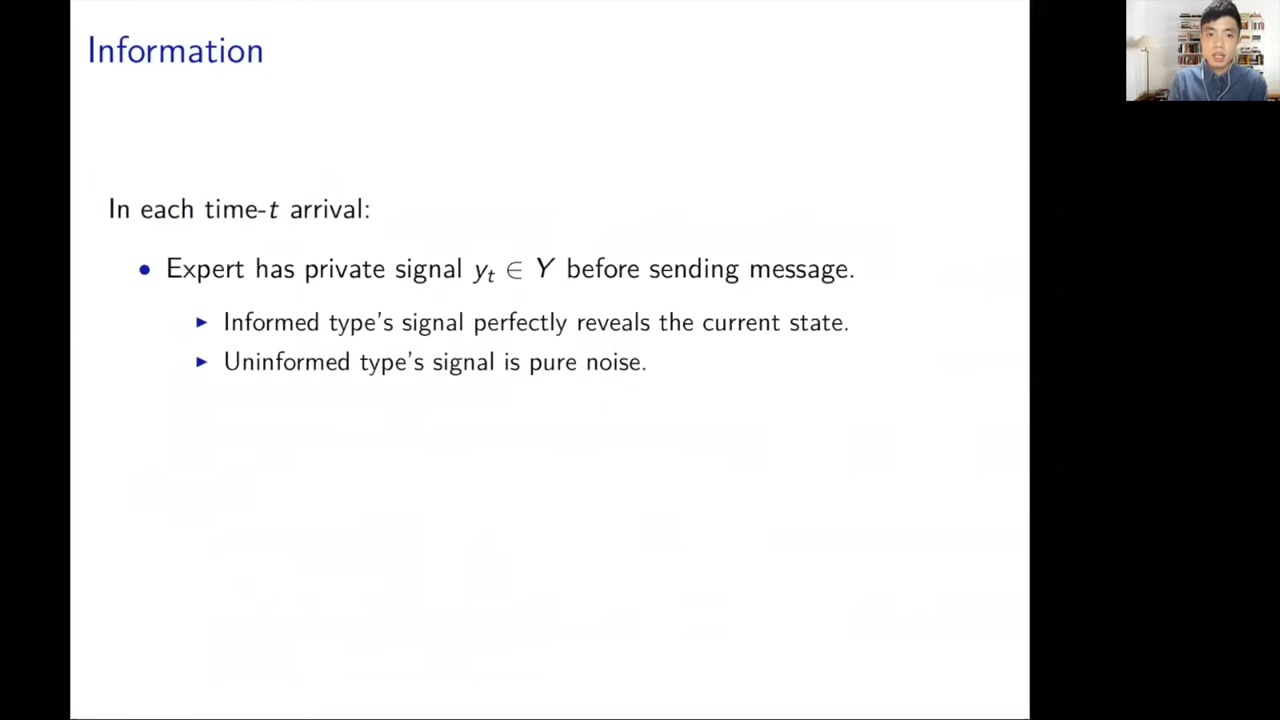 Information
In each time-t arrival:
• Expert has private signal yₜ ∈ Y before sending message.
▶ Informed type's signal perfectly reveals the current state.
▶ Uninformed type's signal is pure noise.